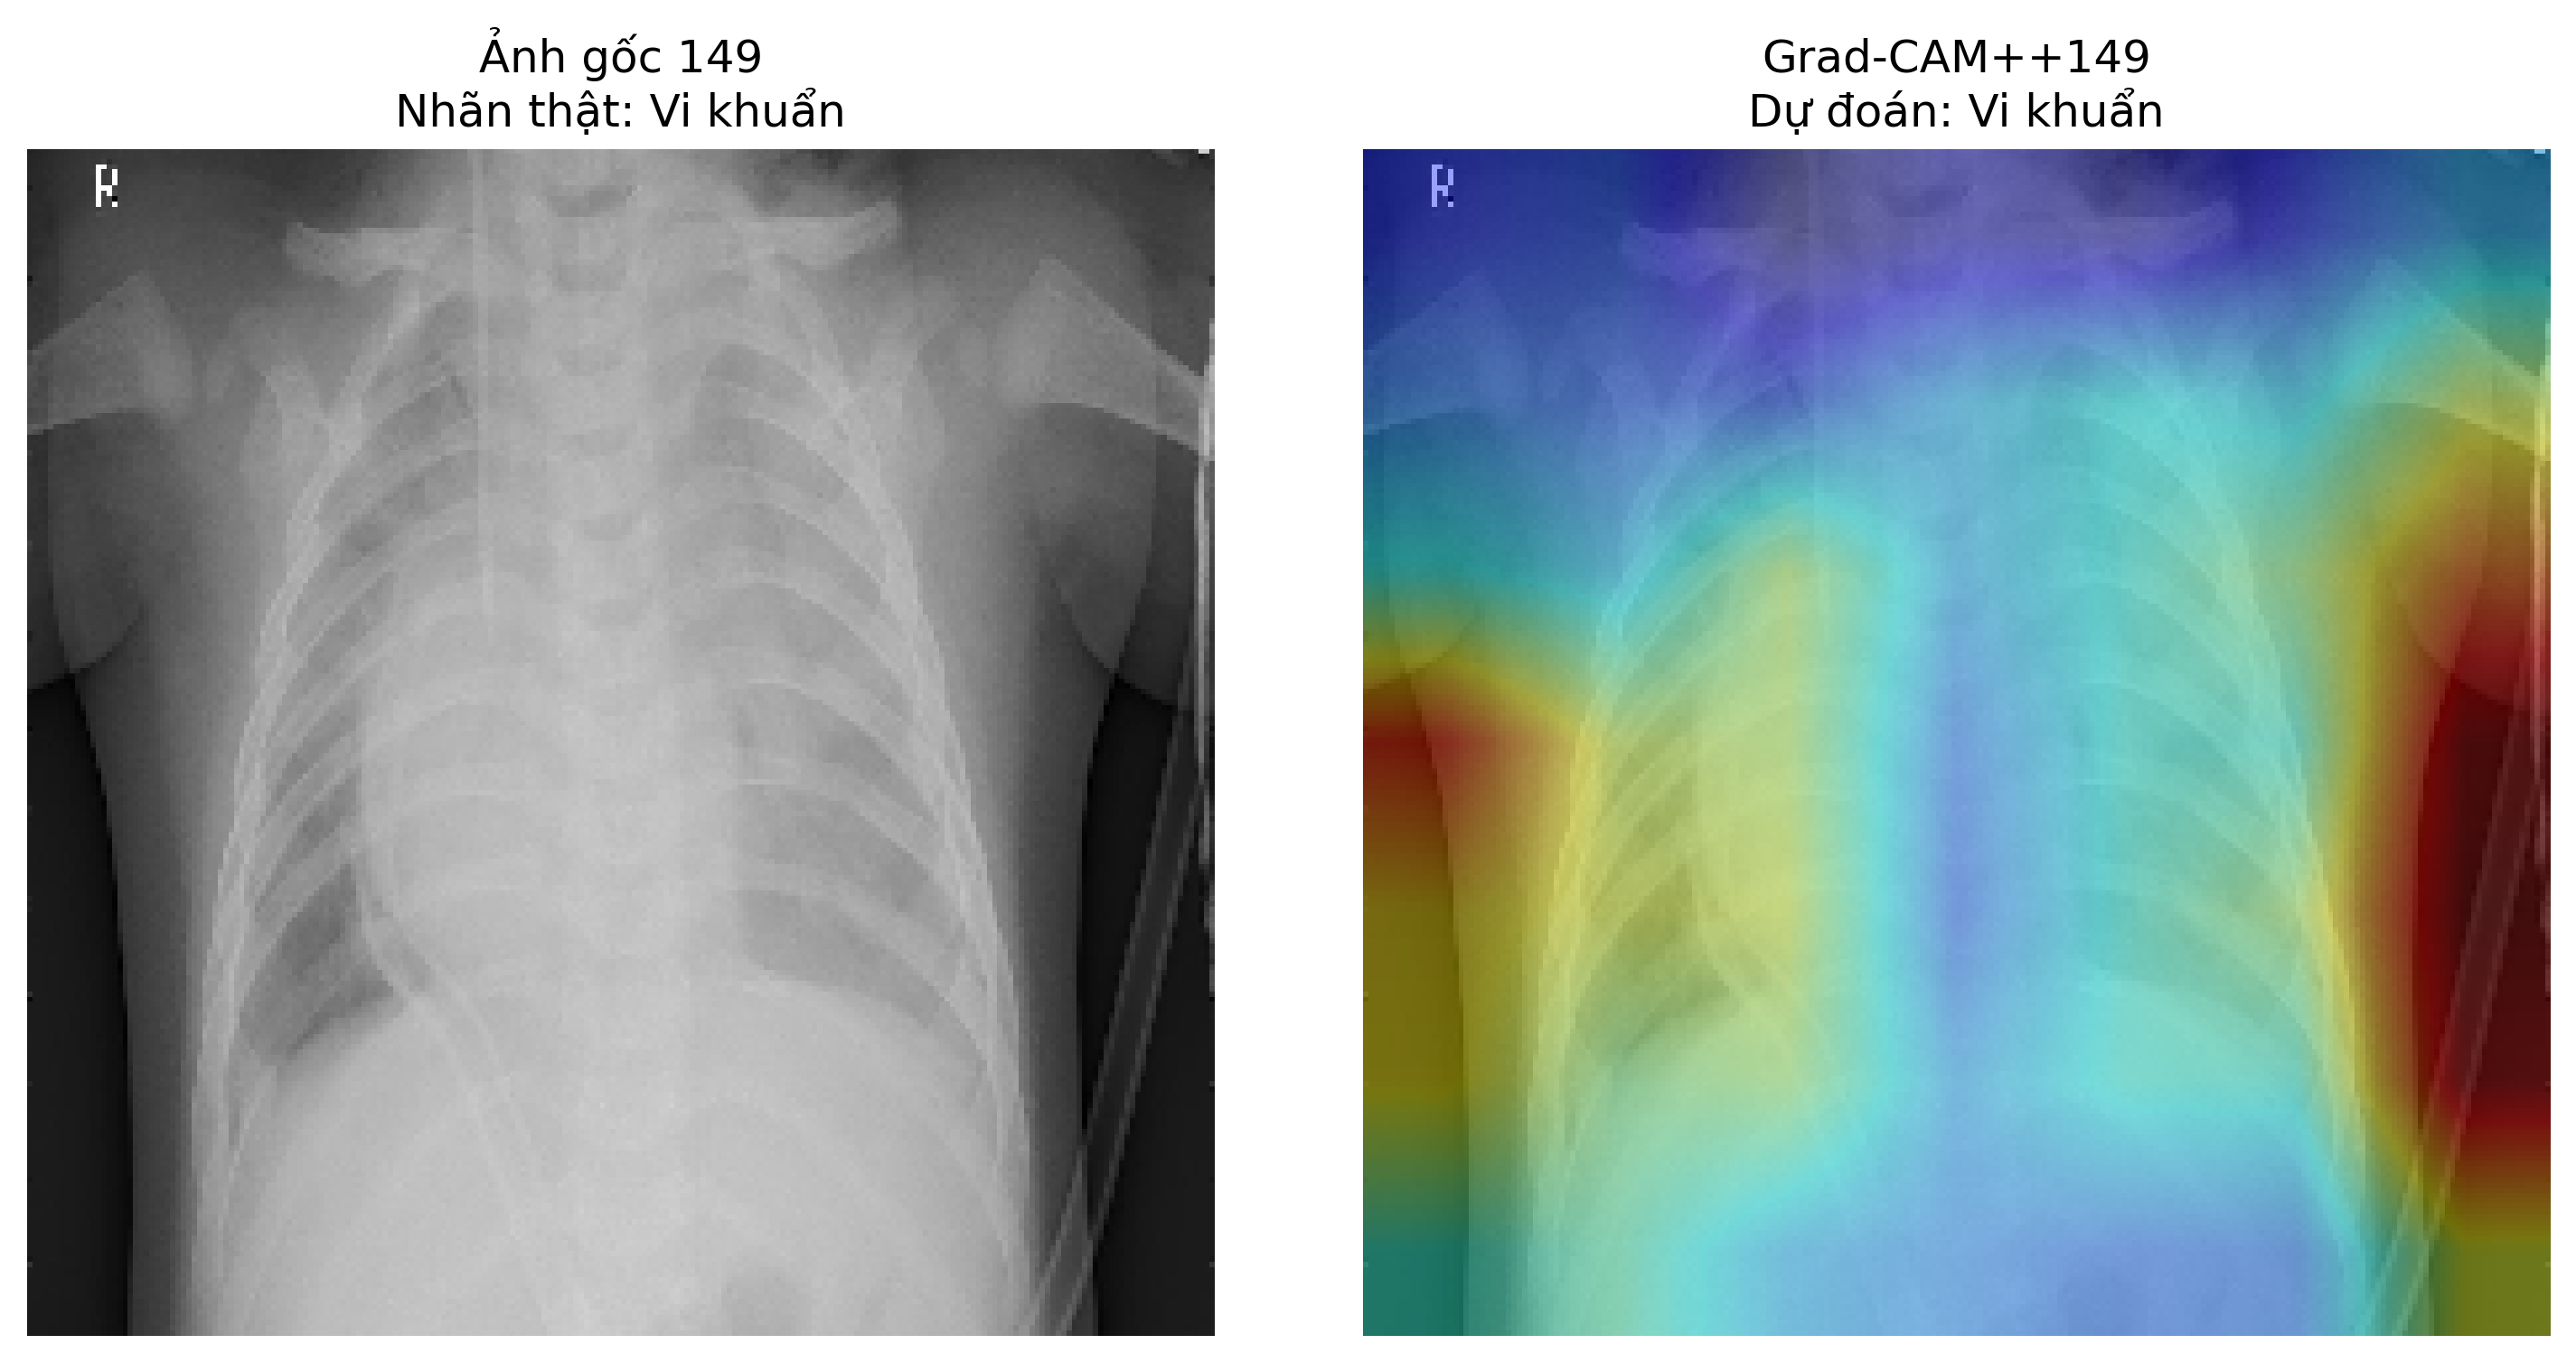 Ảnh gốc 149
Nhãn thật: Vi khuẩn
R
Grad-CAM++149
Dự đoán: Vi khuẩn
R